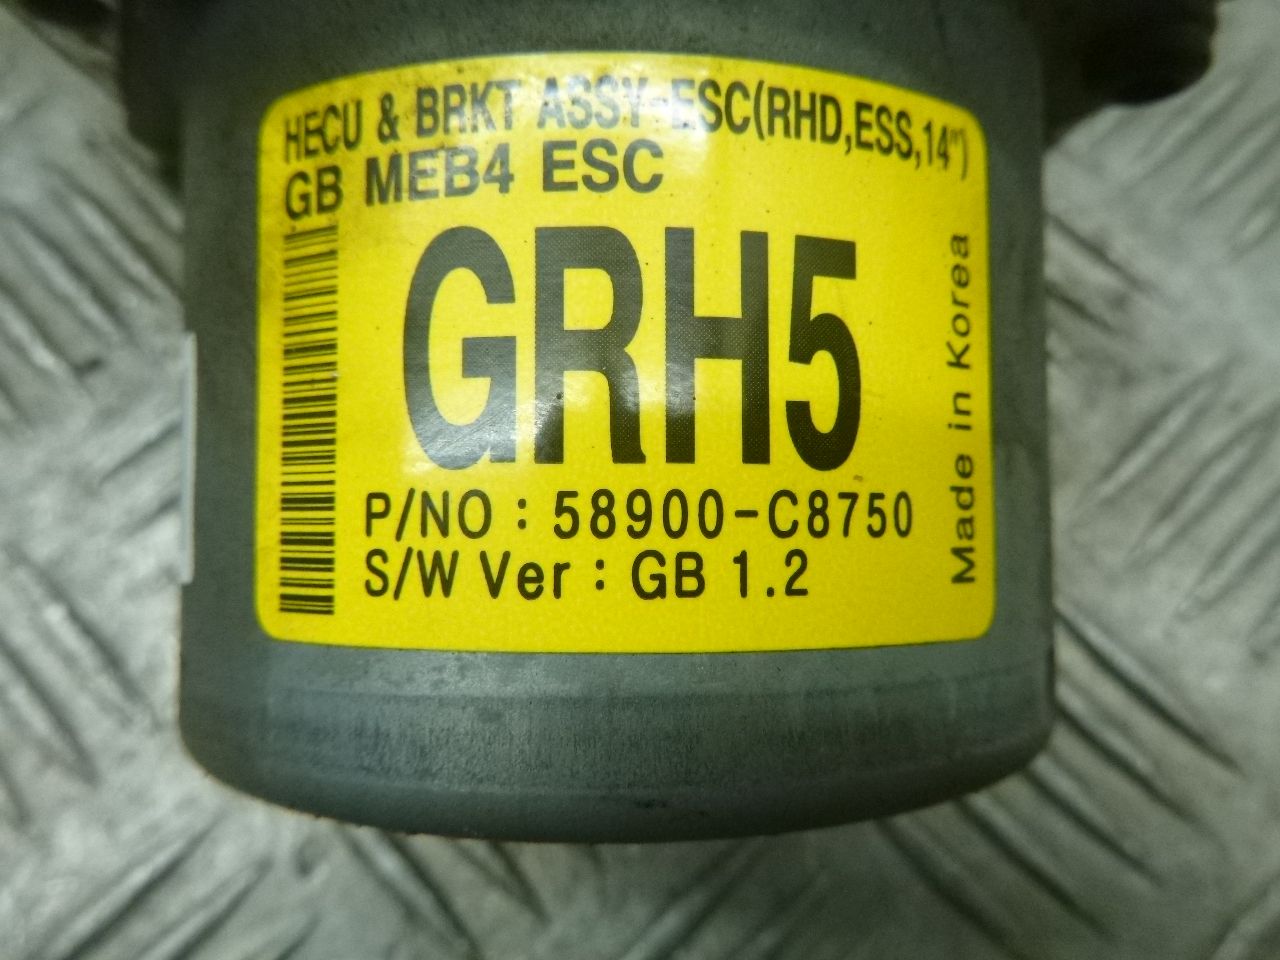 HECU & BRKT ASSY-ESC(RHD,ESS,14")
GB MEB4 ESC
GRH5
P/NO : 58900-C8750
S/W Ver : GB 1.2
Made in Korea